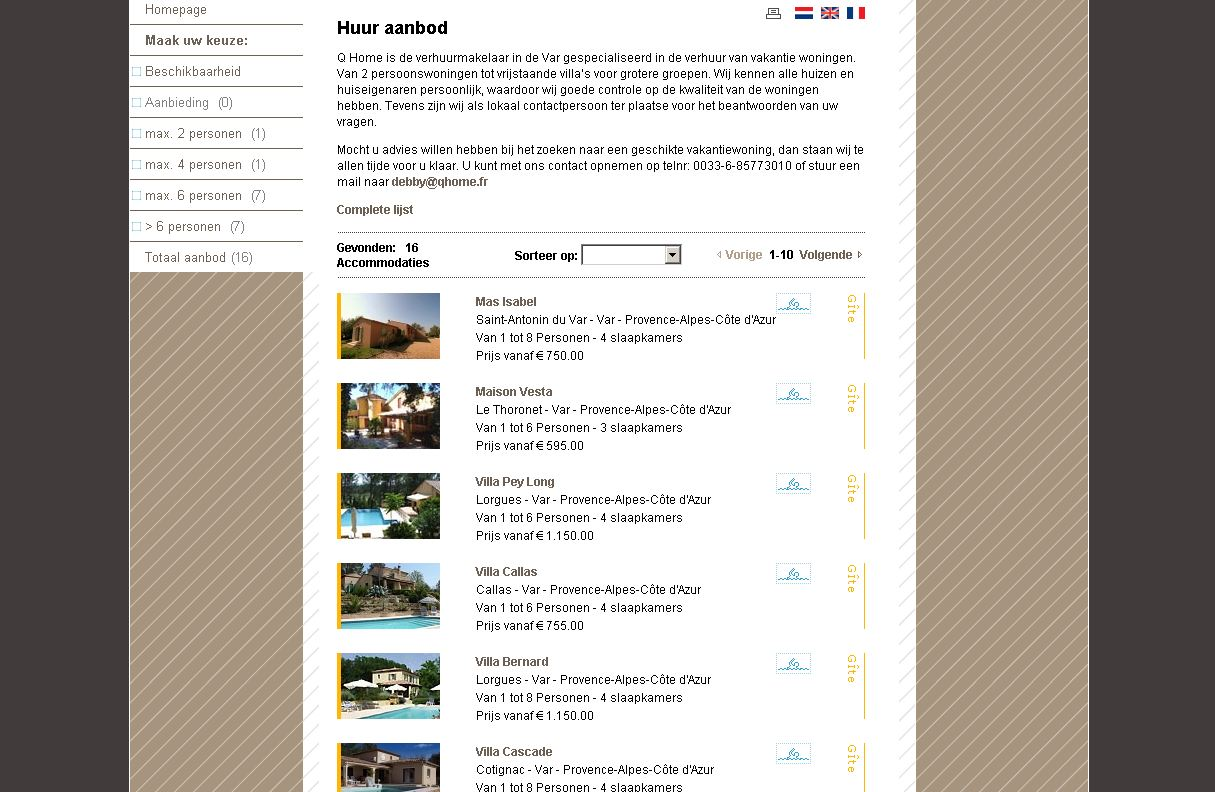 Homepage
Maak uw keuze:
Beschikbaarheid
Aanbieding (0)
max. 2 personen (1)
max. 4 personen (1)
max. 6 personen (7)
> 6 personen (7)
Totaal aanbod (16)
Huur aanbod
Q Home is de verhuurmakelaar in de Var gespecialiseerd in de verhuur van vakantie woningen.
Van 2 persoonswoningen tot vrijstaande villa's voor grotere groepen. Wij kennen alle huizen en
huiseigenaren persoonlijk, waardoor wij goede controle op de kwaliteit van de woningen
hebben. Tevens zijn wij als lokaal contactpersoon ter plaatse voor het beantwoorden van uw
vragen.
Mocht u advies willen hebben bij het zoeken naar een geschikte vakantiewoning, dan staan wij te
allen tijde voor u klaar. U kunt met ons contact opnemen op telnr: 0033-6-85773010 of stuur een
mail naar debby@qhome.fr
Complete lijst
Gevonden: 16
Accommodaties
Sorteer op:
Vorige 1-10 Volgende
Mas Isabel
Saint-Antonin du Var - Var - Provence-Alpes-Côte d'Azur
Van 1 tot 8 Personen - 4 slaapkamers
Prijs vanaf € 750.00
Gîte
Maison Vesta
Le Thoronet - Var - Provence-Alpes-Côte d'Azur
Van 1 tot 6 Personen - 3 slaapkamers
Prijs vanaf € 595.00
Gîte
Villa Pey Long
Lorgues - Var - Provence-Alpes-Côte d'Azur
Van 1 tot 6 Personen - 4 slaapkamers
Prijs vanaf € 1.150.00
Gîte
Villa Callas
Callas - Var - Provence-Alpes-Côte d'Azur
Van 1 tot 6 Personen - 4 slaapkamers
Prijs vanaf € 755.00
Gîte
Villa Bernard
Lorgues - Var - Provence-Alpes-Côte d'Azur
Van 1 tot 8 Personen - 4 slaapkamers
Prijs vanaf € 1.150.00
Gîte
Villa Cascade
Cotignac - Var - Provence-Alpes-Côte d'Azur
Van 1 tot 8 Personen - 4 slaapkamers
Gîte